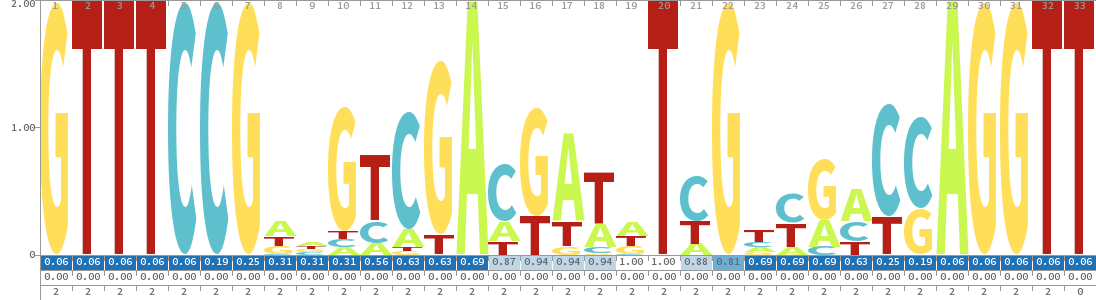 2.00 1 2 3 4 5 6 7 8 9 10 11 12 13 14 15 16 17 18 19 20 21 22 23 24 25 26 27 28 29 30 31 32 33
1.00
0
G T T T C C G A A G T C G A C G A T A T C G T C G A C C A G G T T
T T C A T A T T A T T C T A C T G
G A A T T G C G A A C T
0.06 0.06 0.06 0.06 0.06 0.19 0.25 0.31 0.31 0.31 0.56 0.63 0.63 0.69 0.87 0.94 0.94 0.94 1.00 1.00 0.88 0.81 0.69 0.69 0.69 0.63 0.25 0.19 0.06 0.06 0.06 0.06 0.06
0.00 0.00 0.00 0.00 0.00 0.00 0.00 0.00 0.00 0.00 0.00 0.00 0.00 0.00 0.00 0.00 0.00 0.00 0.00 0.00 0.00 0.00 0.00 0.00 0.00 0.00 0.00 0.00 0.00 0.00 0.00 0.00 0.00
2 2 2 2 2 2 2 2 2 2 2 2 2 2 2 2 2 2 2 2 2 2 2 2 2 2 2 2 2 2 2 2 0